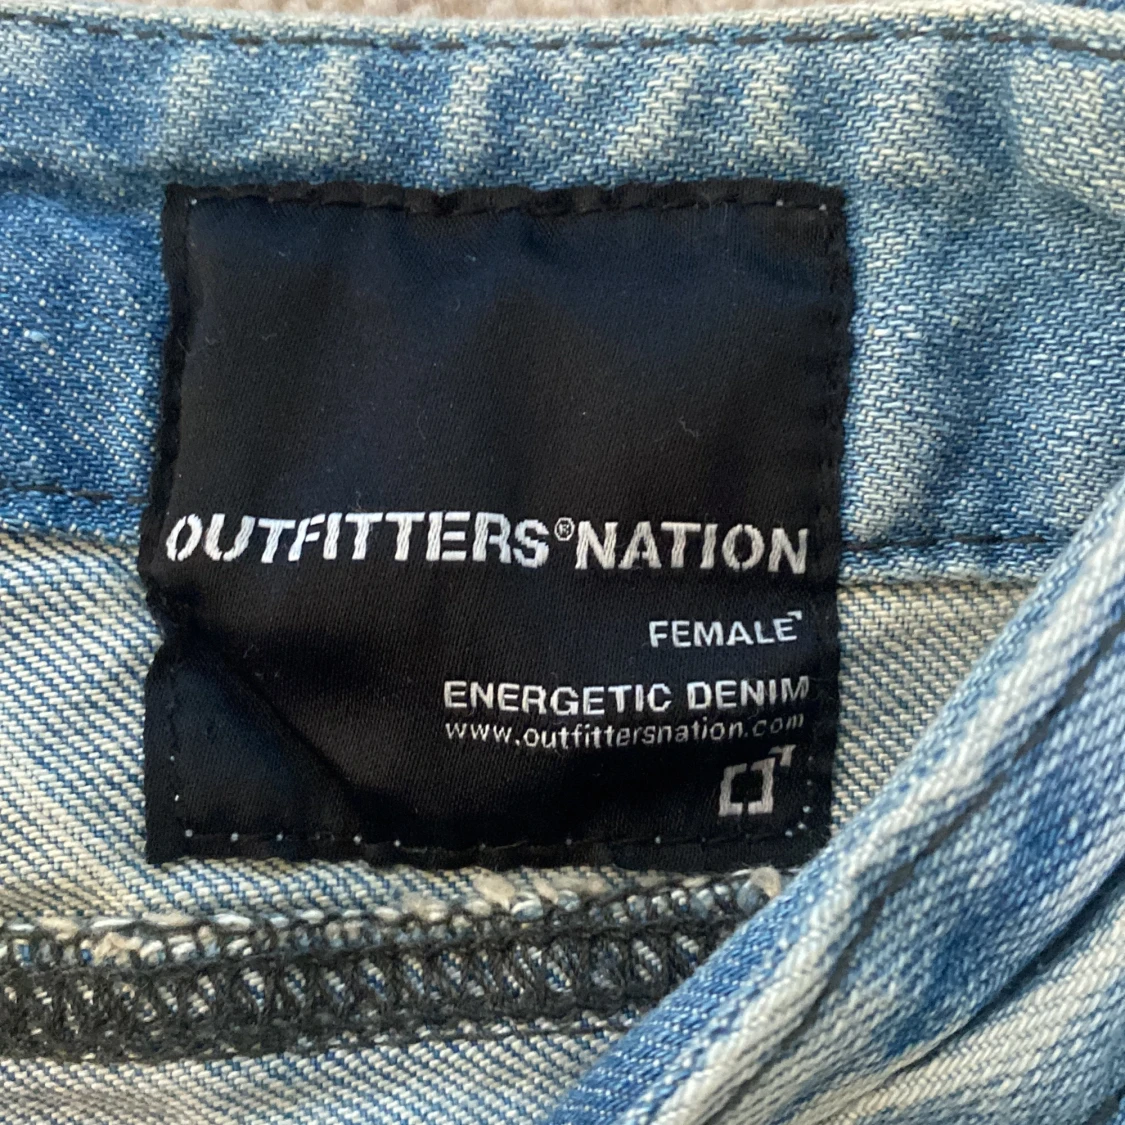 OUTFITTERS®NATION
FEMALE
ENERGETIC DENIM
www.outfittersnation.com